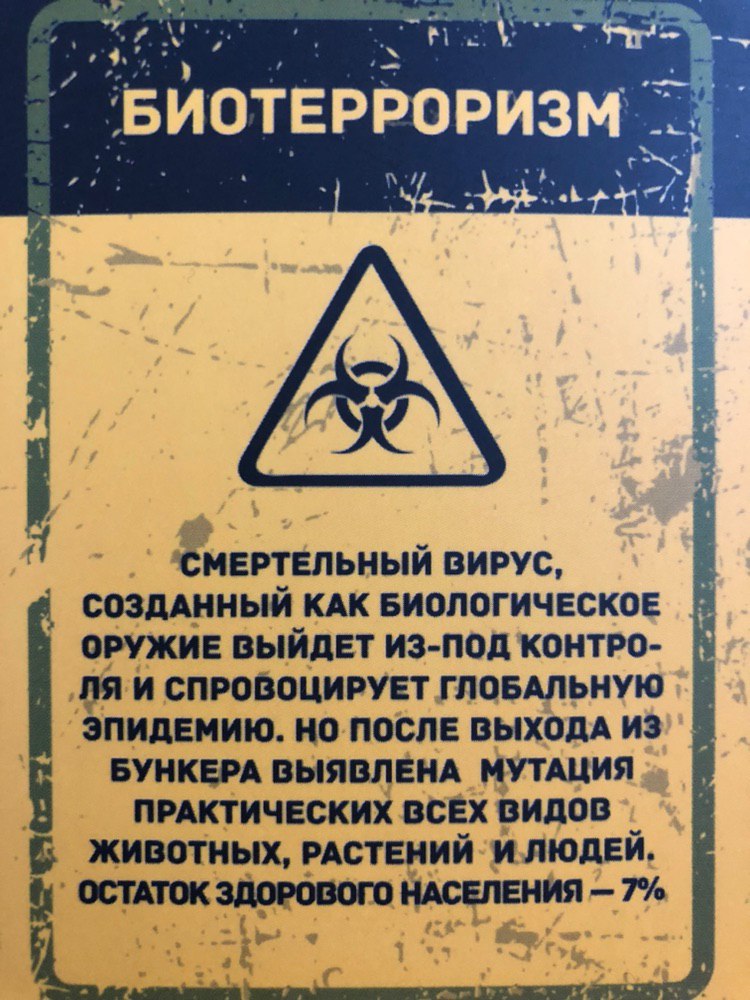 БИОТЕРРОРИЗМ
СМЕРТЕЛЬНЫЙ ВИРУС,
СОЗДАННЫЙ КАК БИОЛОГИЧЕСКОЕ
ОРУЖИЕ ВЫЙДЕТ ИЗ-ПОД КОНТРО-
ЛЯ И СПРОВОЦИРУЕТ ГЛОБАЛЬНУЮ
ЭПИДЕМИЮ. НО ПОСЛЕ ВЫХОДА ИЗ
БУНКЕРА ВЫЯВЛЕНА МУТАЦИЯ
ПРАКТИЧЕСКИХ ВСЕХ ВИДОВ
ЖИВОТНЫХ, РАСТЕНИЙ И ЛЮДЕЙ.
ОСТАТОК ЗДОРОВОГО НАСЕЛЕНИЯ – 7%